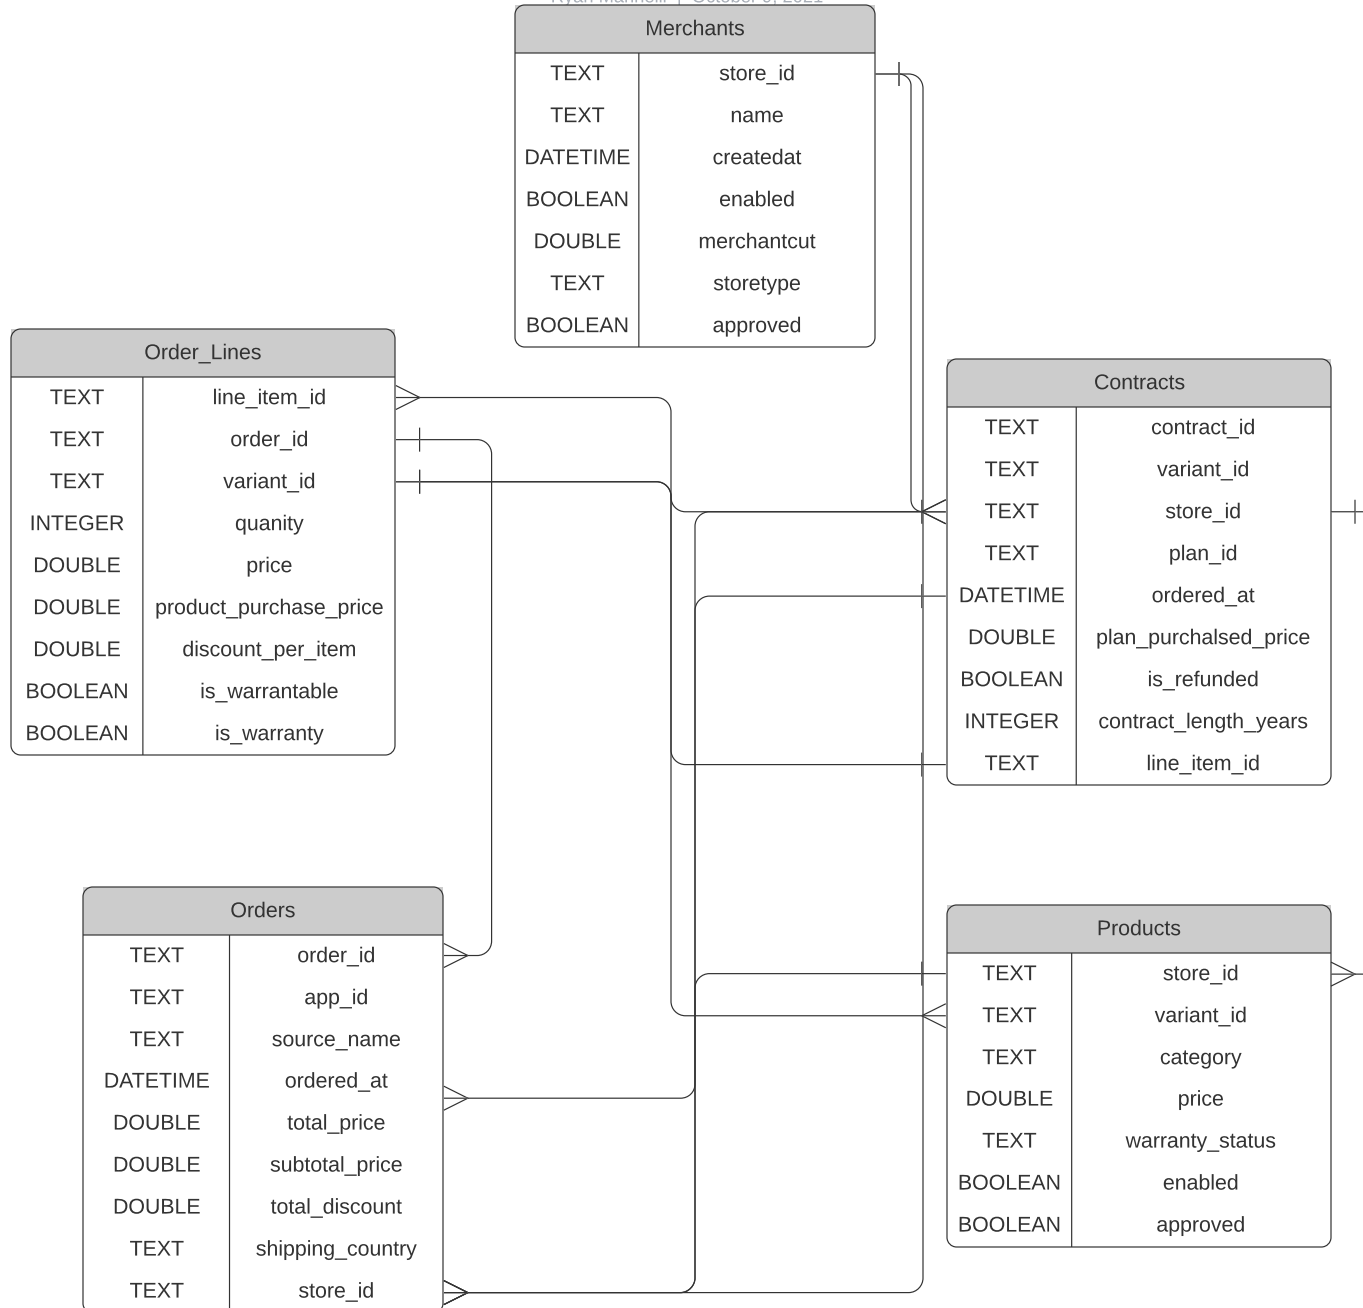 Merchants
TEXT store_id
TEXT name
DATETIME createdat
BOOLEAN enabled
DOUBLE merchantcut
TEXT storetype
BOOLEAN approved
Order_Lines
TEXT line_item_id
TEXT order_id
TEXT variant_id
INTEGER quanity
DOUBLE price
DOUBLE product_purchase_price
DOUBLE discount_per_item
BOOLEAN is_warrantable
BOOLEAN is_warranty
Contracts
TEXT contract_id
TEXT variant_id
TEXT store_id
TEXT plan_id
DATETIME ordered_at
DOUBLE plan_purchalsed_price
BOOLEAN is_refunded
INTEGER contract_length_years
TEXT line_item_id
Orders
TEXT order_id
TEXT app_id
TEXT source_name
DATETIME ordered_at
DOUBLE total_price
DOUBLE subtotal_price
DOUBLE total_discount
TEXT shipping_country
TEXT store_id
Products
TEXT store_id
TEXT variant_id
TEXT category
DOUBLE price
TEXT warranty_status
BOOLEAN enabled
BOOLEAN approved